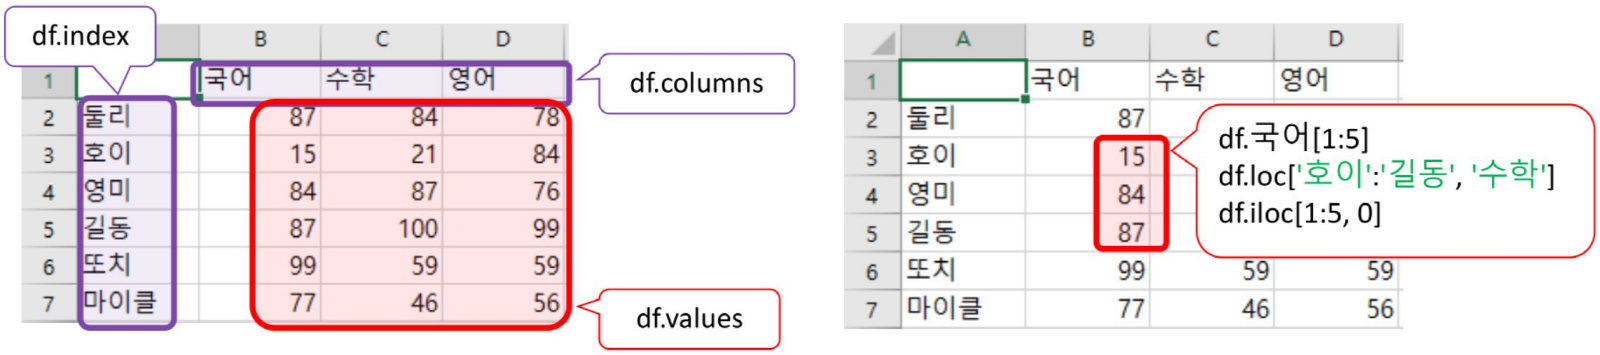 df.index
B C D
1 국어 수학 영어
df.columns
2 둘리 87 84 78
3 호이 15 21 84
4 영미 84 87 76
5 길동 87 100 99
6 또치 99 59 59
7 마이클 77 46 56
df.values
A B C D
1 국어 수학 영어
2 둘리 87
3 호이 15
4 영미 84
5 길동 87
6 또치 99 59 59
7 마이클 77 46 56
df.국어[1:5]
df.loc['호이':'길동', '수학']
df.iloc[1:5, 0]